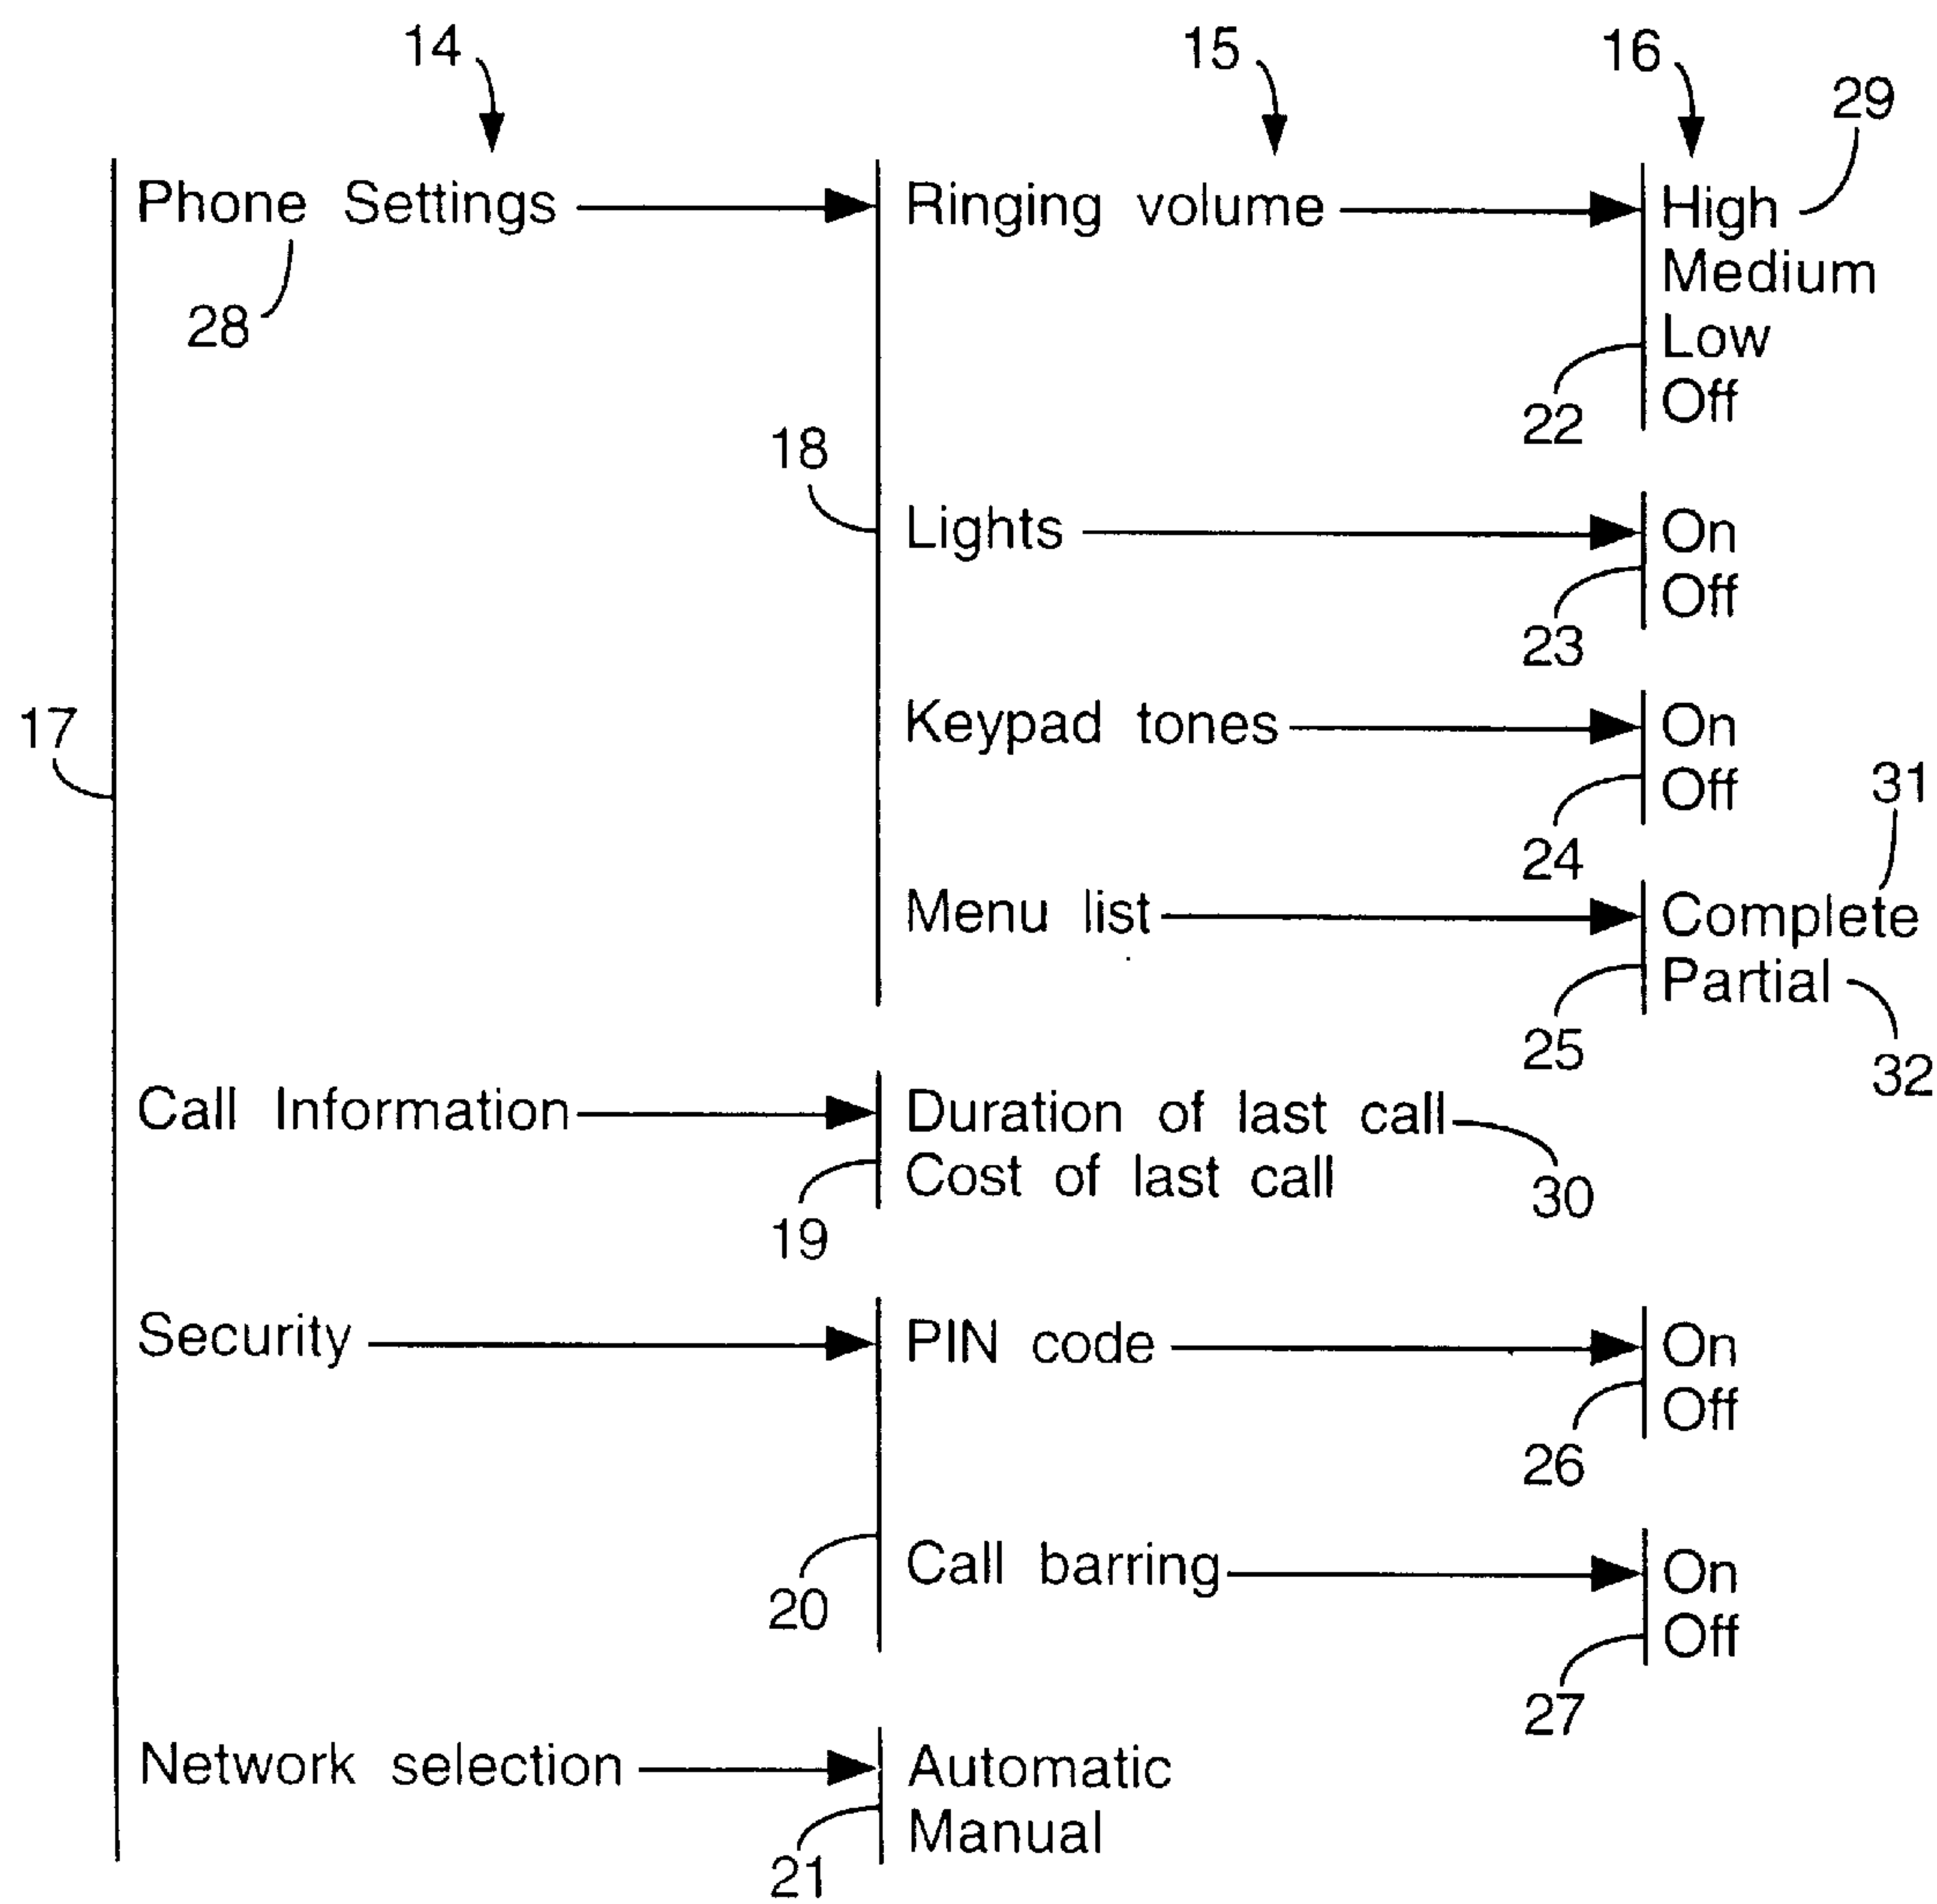 14
15
16
29
Phone Settings
Ringing volume
High
Medium
Low
Off
28
22
18
Lights
On
Off
23
17
Keypad tones
On
Off
24
31
Menu list
Complete
Partial
25
32
Call Information
Duration of last call
Cost of last call
30
19
Security
PIN code
On
Off
26
Call barring
On
Off
20
27
Network selection
Automatic
Manual
21